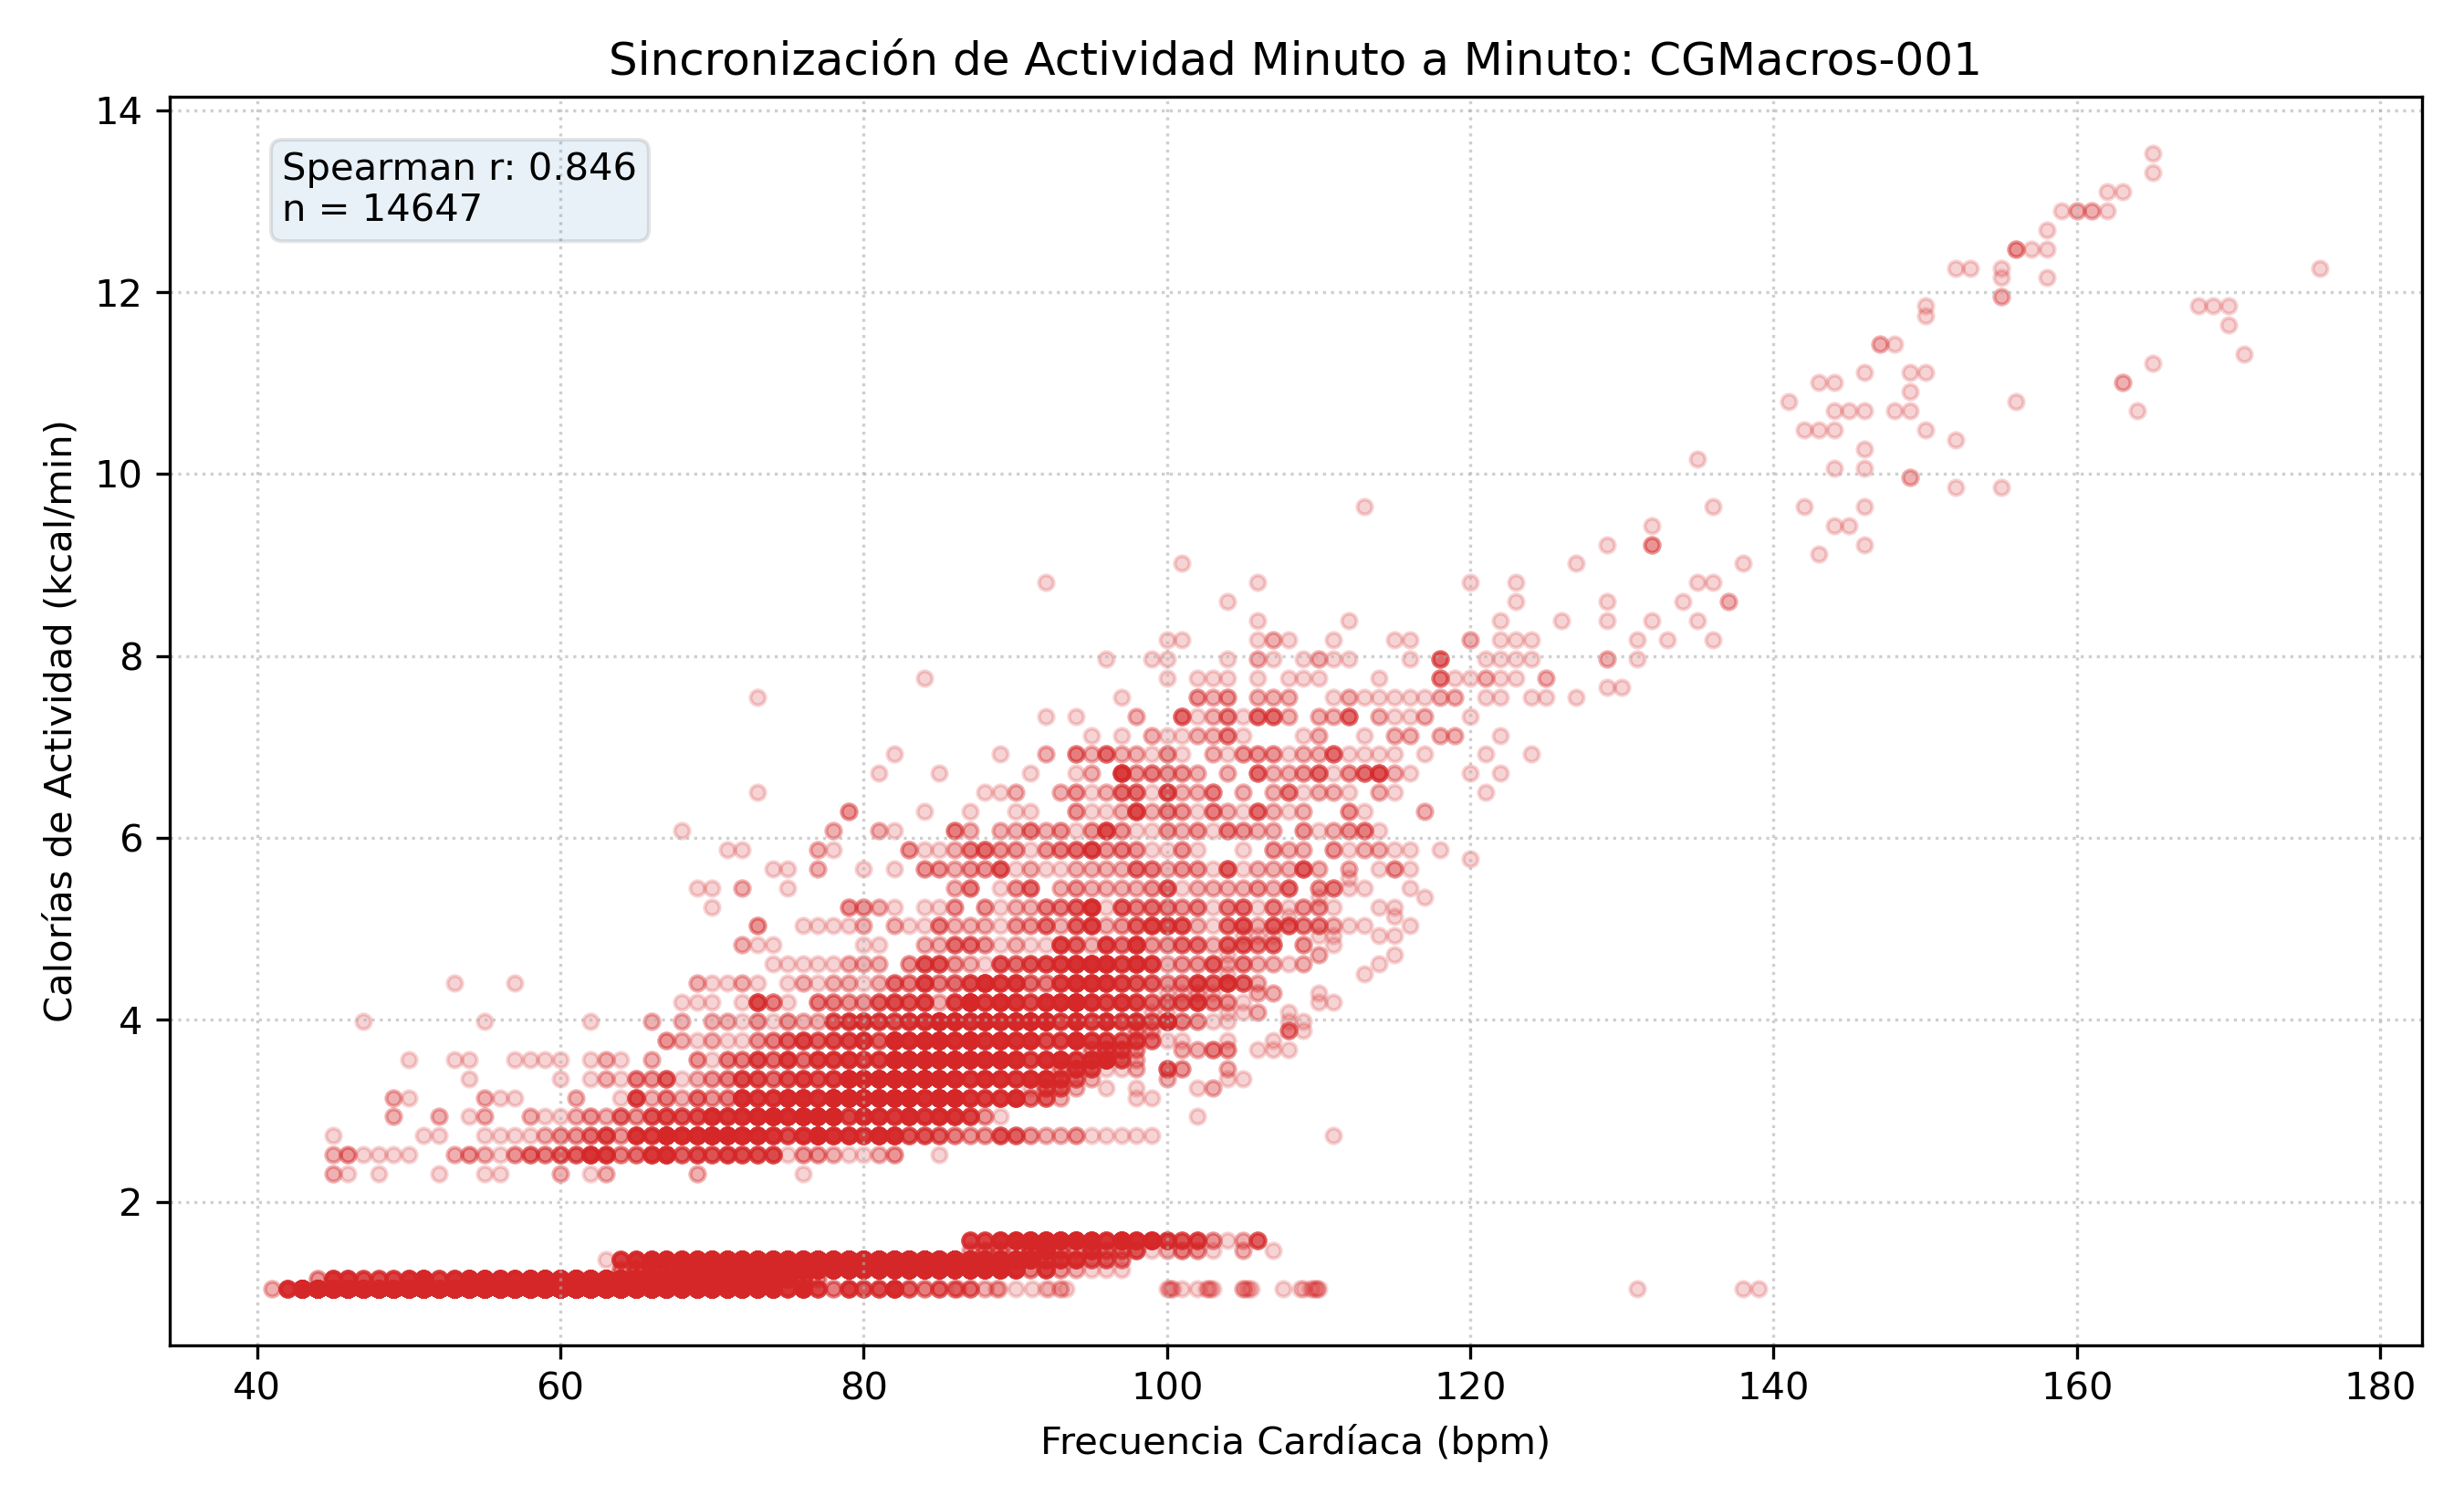 Sincronización de Actividad Minuto a Minuto: CGMacros-001
14
Spearman r: 0.846
n = 14647
12
10
8
6
4
2
Calorías de Actividad (kcal/min)
40 60 80 100 120 140 160 180
Frecuencia Cardíaca (bpm)